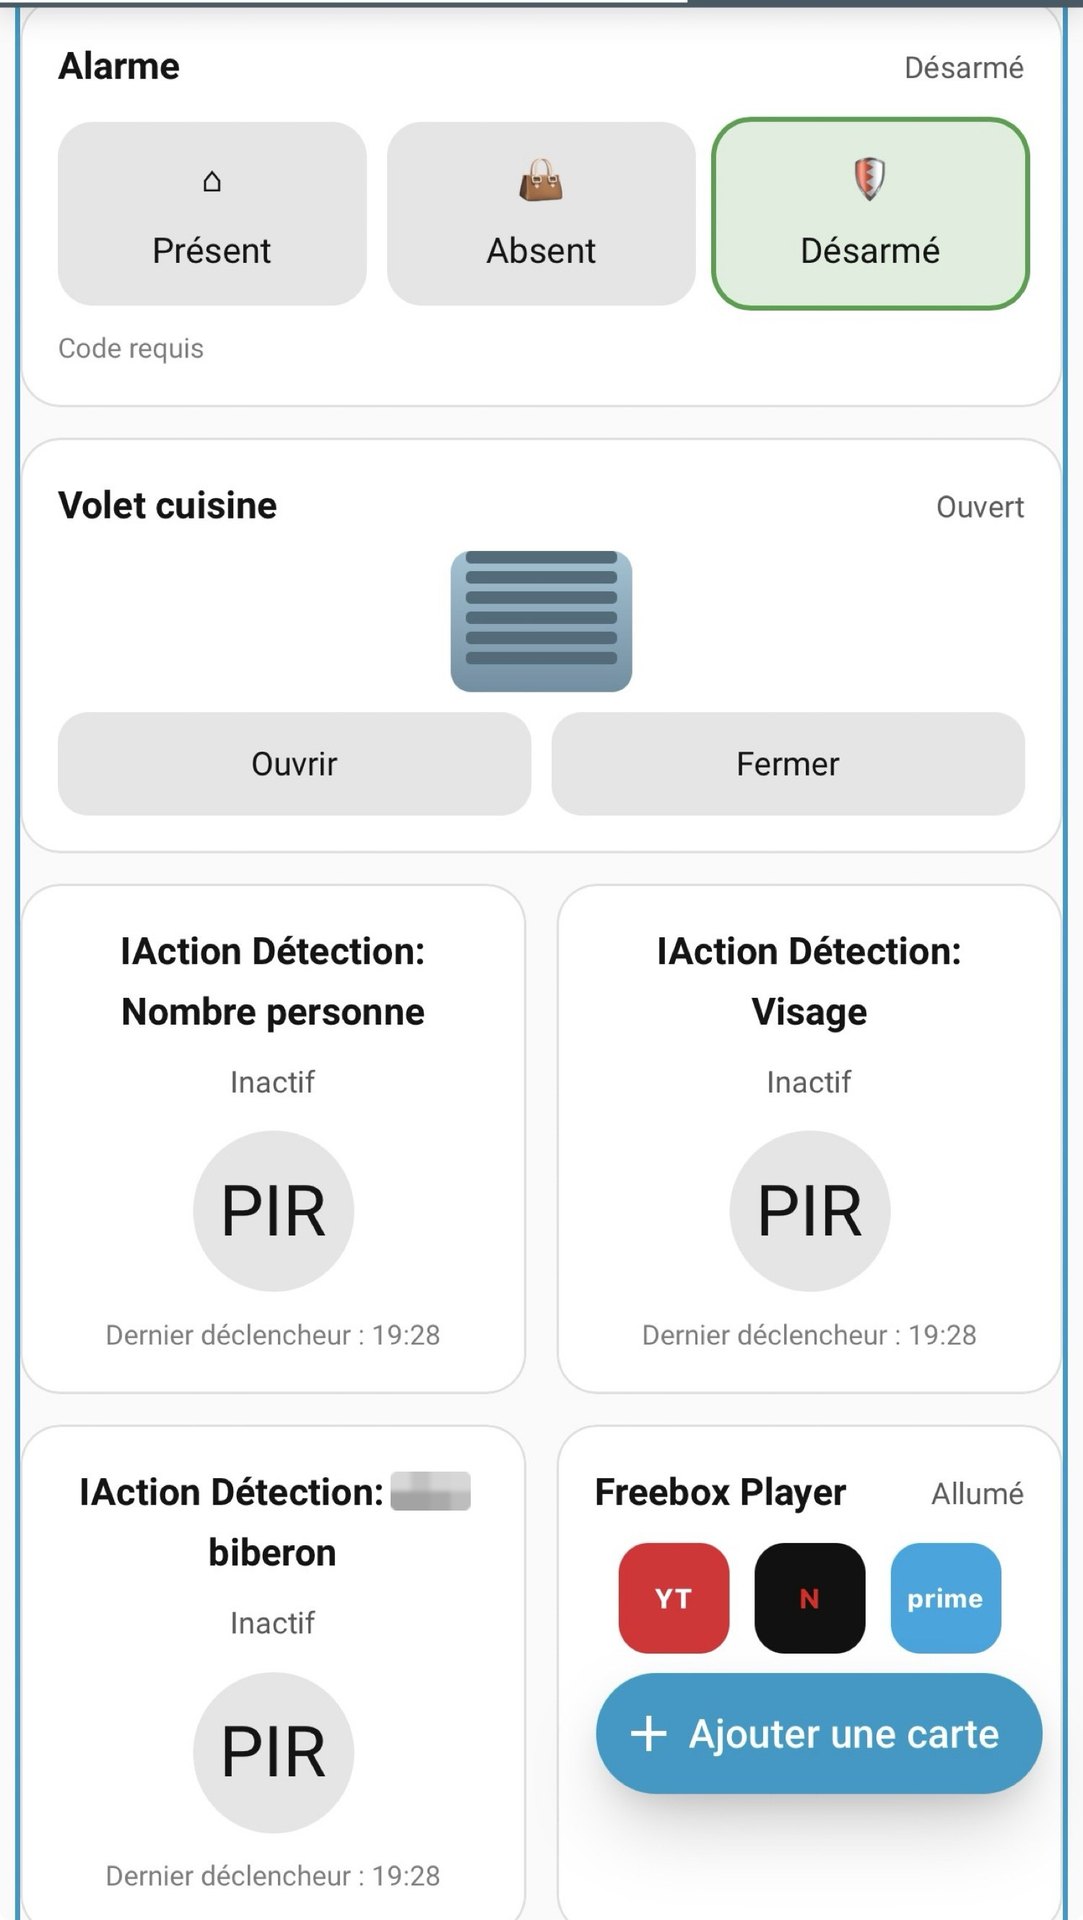 Alarme
Désarmé
Présent
Absent
Désarmé
Code requis
Volet cuisine
Ouvert
Ouvrir
Fermer
IAction Détection:
Nombre personne
Inactif
PIR
Dernier déclencheur : 19:28
IAction Détection:
Visage
Inactif
PIR
Dernier déclencheur : 19:28
IAction Détection:
biberon
Inactif
PIR
Dernier déclencheur : 19:28
Freebox Player
Allumé
YT
N
prime
+ Ajouter une carte